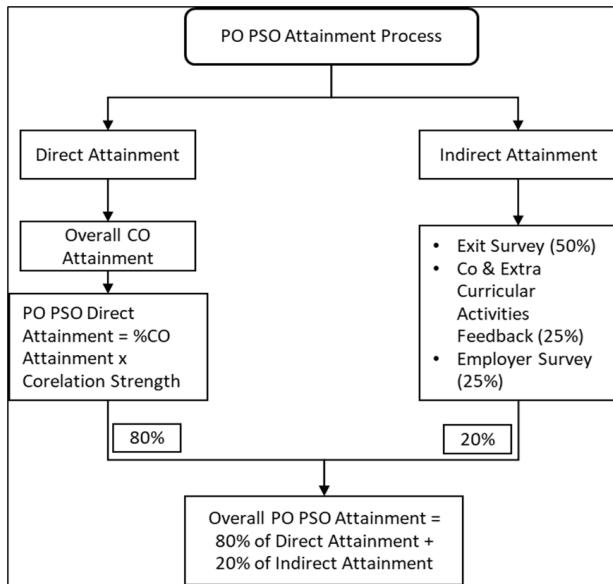 PO PSO Attainment Process
Direct Attainment
Indirect Attainment
Overall CO
Attainment
PO PSO Direct
Attainment = %CO
Attainment x
Corelation Strength
• Exit Survey (50%)
• Co & Extra
Curricular
Activities
Feedback (25%)
• Employer Survey
(25%)
80%
20%
Overall PO PSO Attainment =
80% of Direct Attainment +
20% of Indirect Attainment